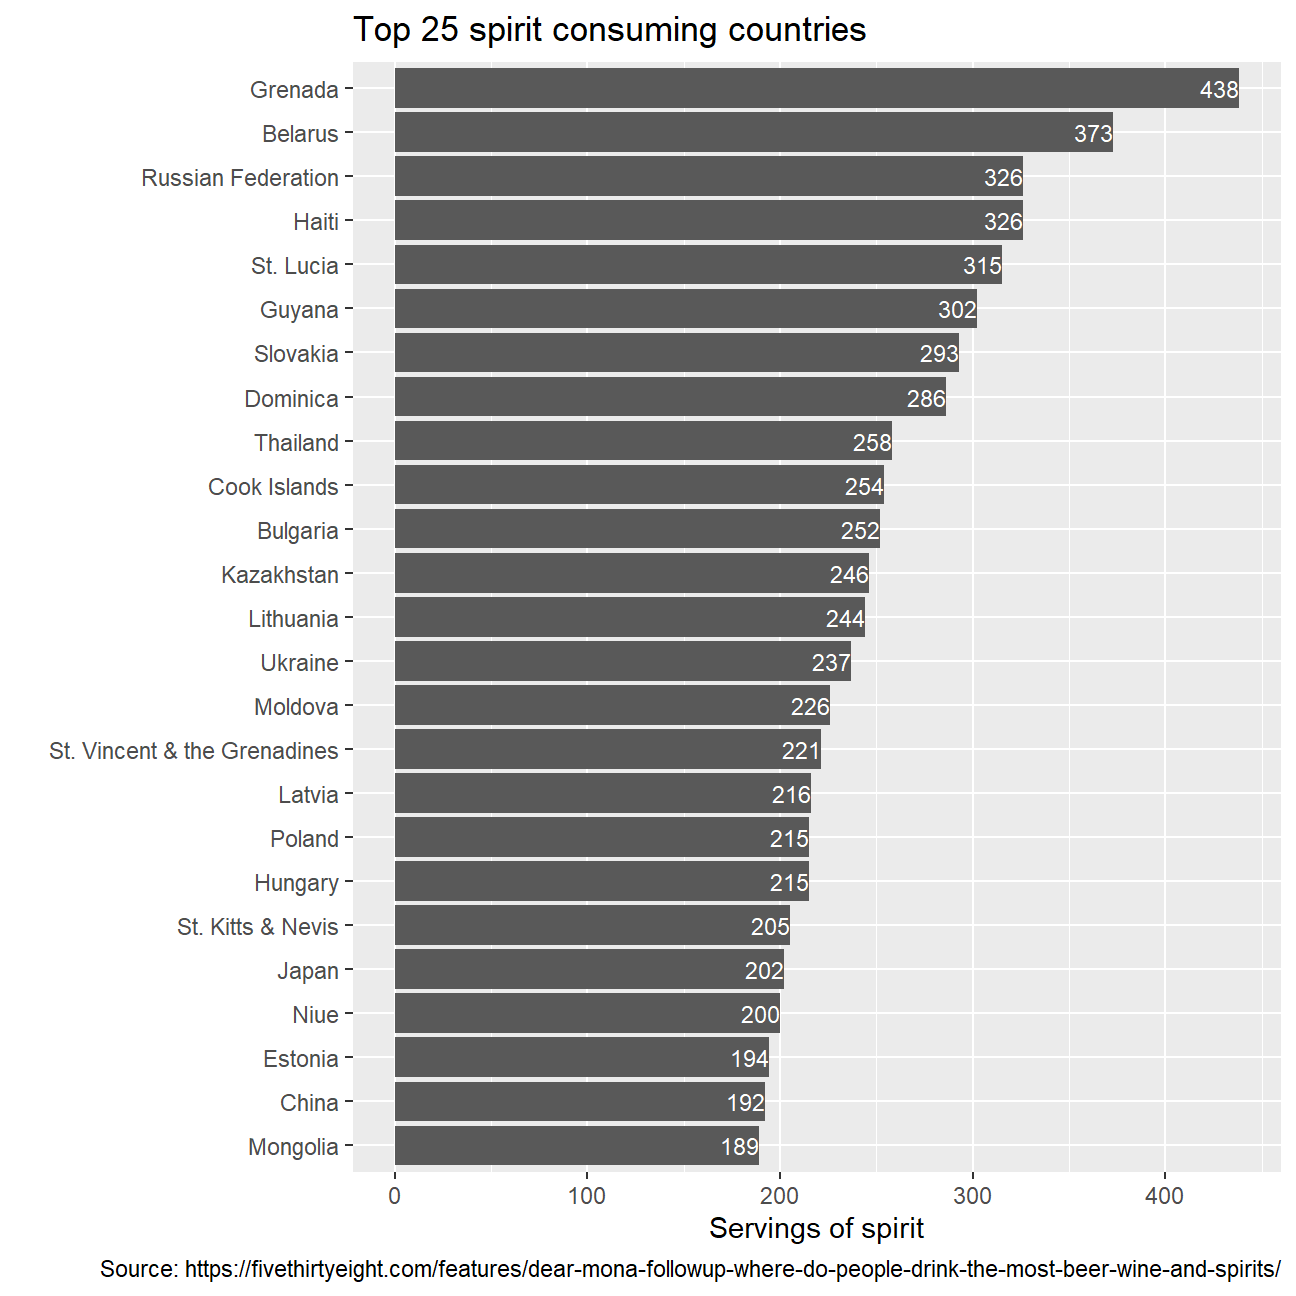 Top 25 spirit consuming countries
Grenada 438
Belarus 373
Russian Federation 326
Haiti 326
St. Lucia 315
Guyana 302
Slovakia 293
Dominica 286
Thailand 258
Cook Islands 254
Bulgaria 252
Kazakhstan 246
Lithuania 244
Ukraine 237
Moldova 226
St. Vincent & the Grenadines 221
Latvia 216
Poland 215
Hungary 215
St. Kitts & Nevis 205
Japan 202
Niue 200
Estonia 194
China 192
Mongolia 189
0 100 200 300 400
Servings of spirit
Source: https://fivethirtyeight.com/features/dear-mona-followup-where-do-people-drink-the-most-beer-wine-and-spirits/